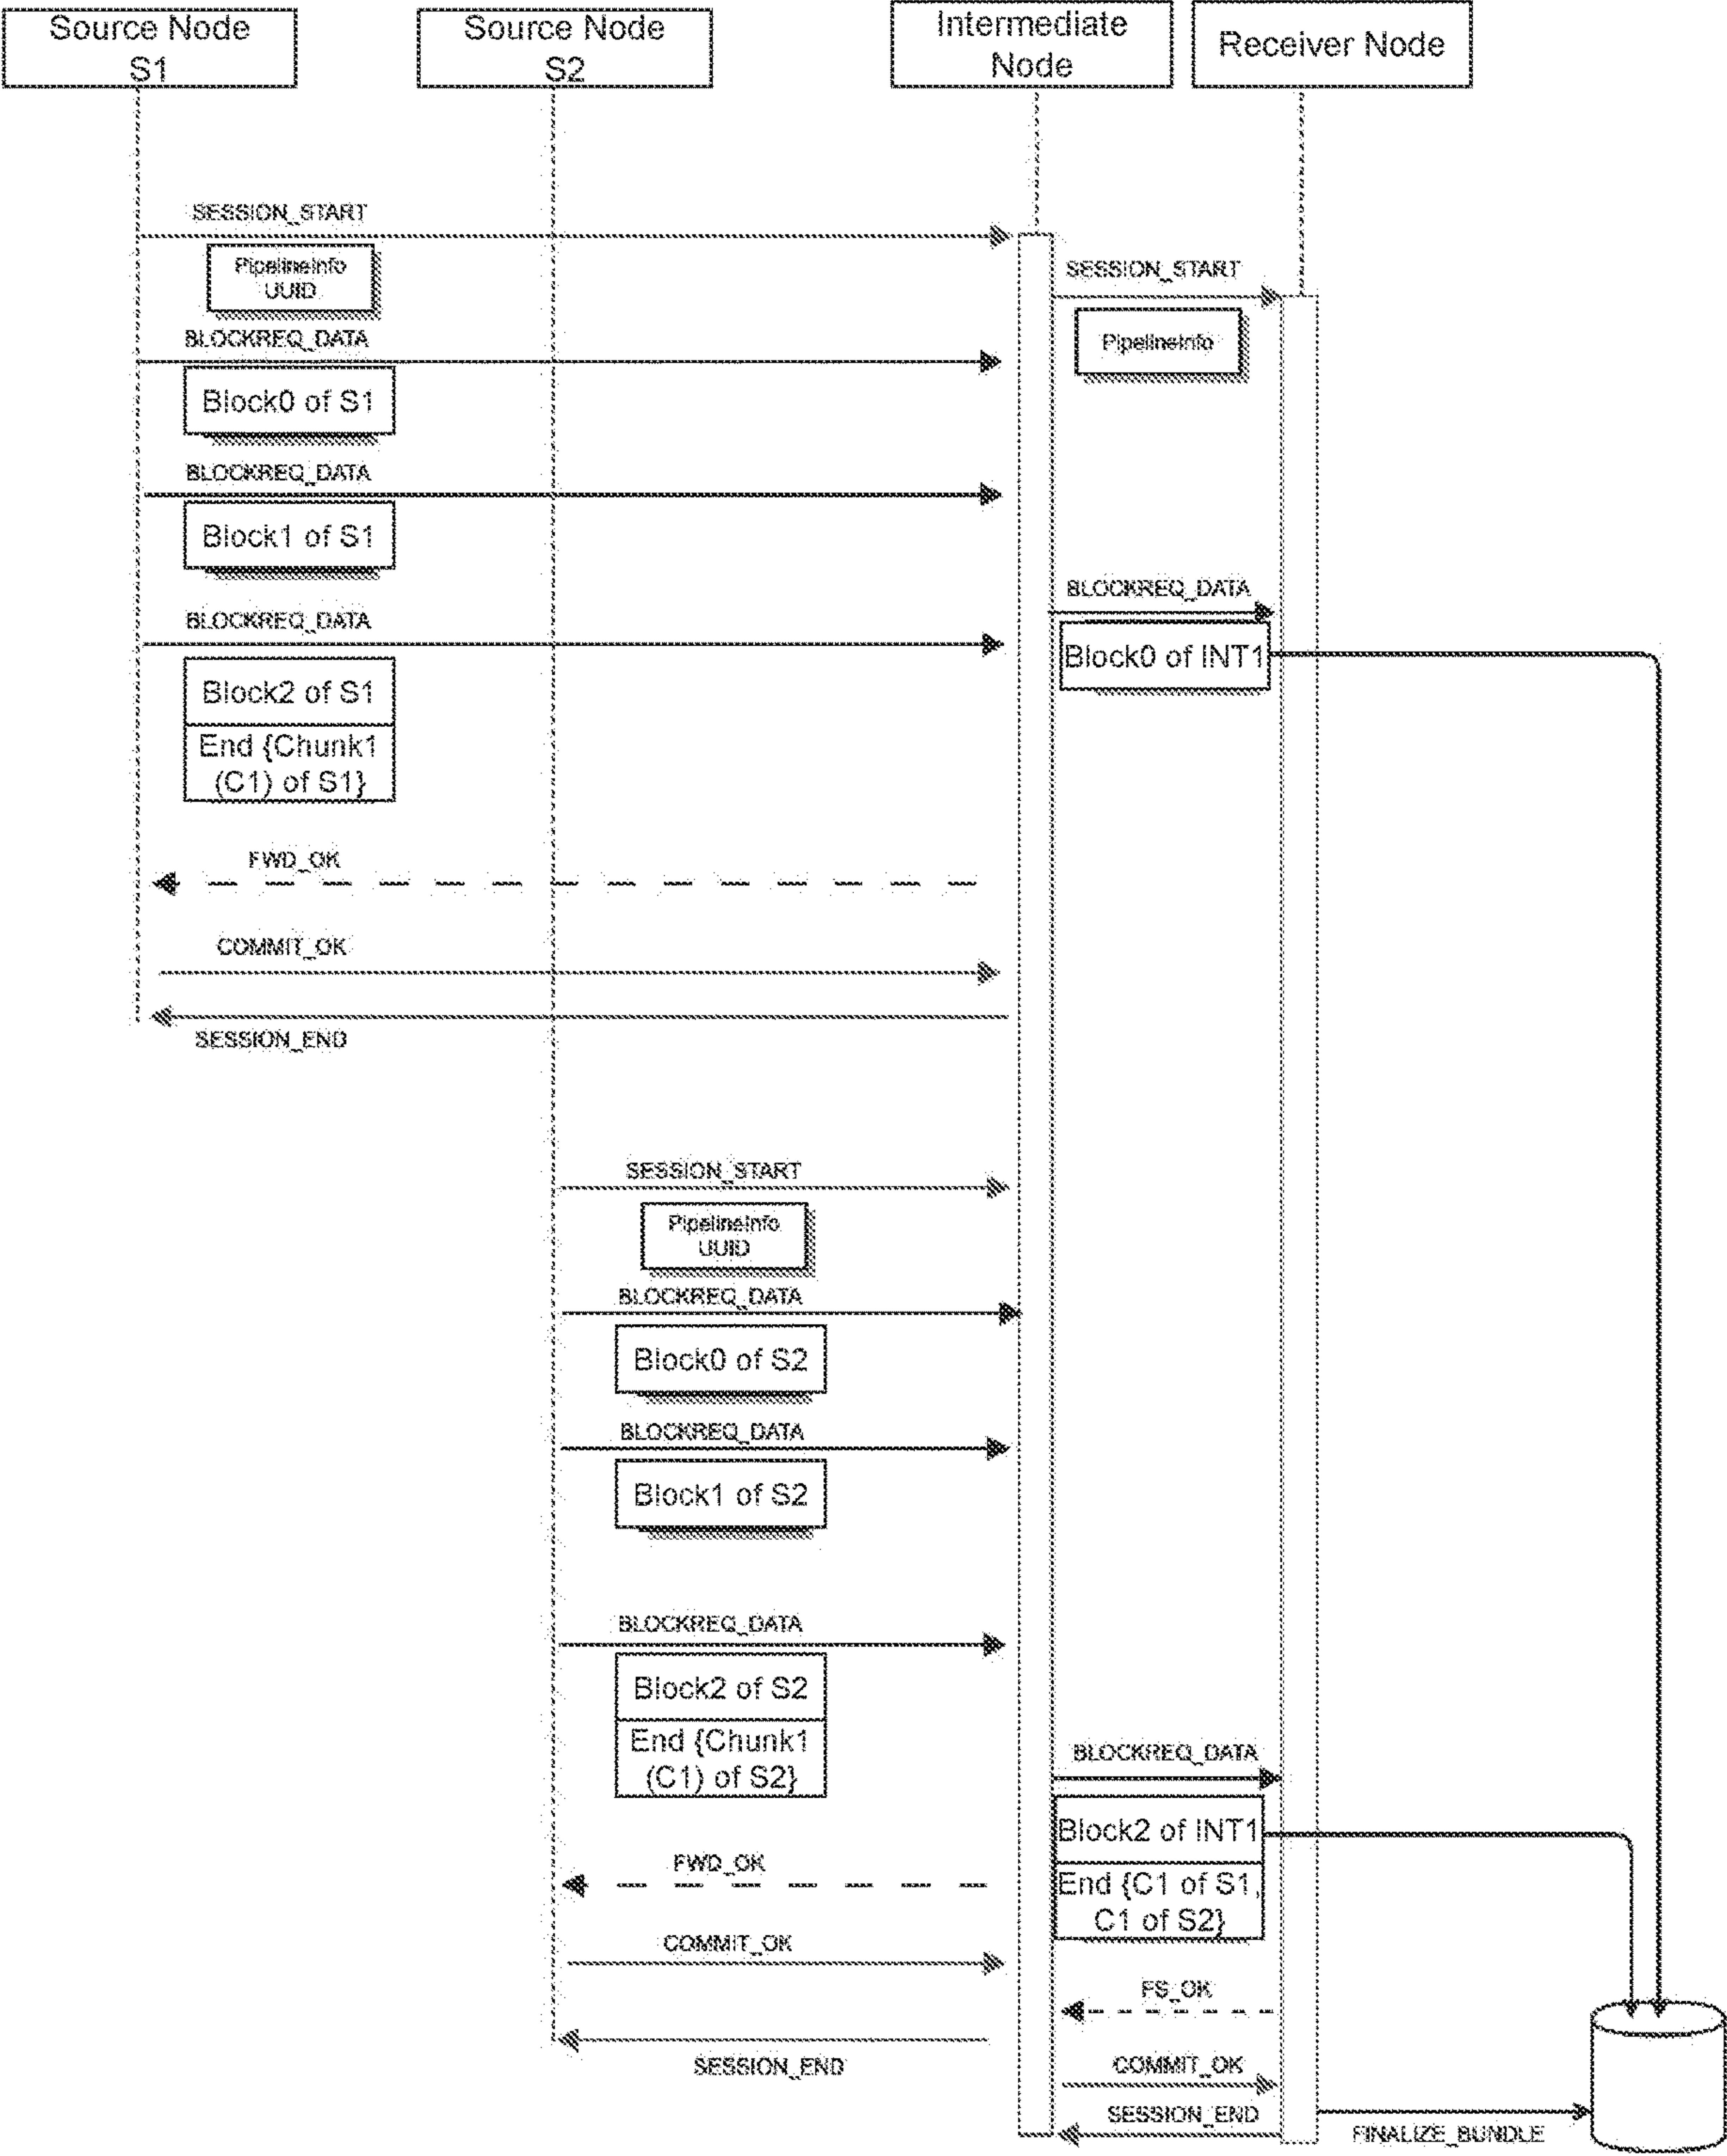 Source Node
S1
Source Node
S2
Intermediate
Node
Receiver Node
SESSION_START
PipelineInfo
UUID
SESSION_START
PipelineInfo
BLOCKREQ_DATA
Block0 of S1
BLOCKREQ_DATA
Block1 of S1
BLOCKREQ_DATA
Block0 of INT1
BLOCKREQ_DATA
Block2 of S1
End {Chunk1
(C1) of S1}
FWD_OK
COMMIT_OK
SESSION_END
SESSION_START
PipelineInfo
UUID
BLOCKREQ_DATA
Block0 of S2
BLOCKREQ_DATA
Block1 of S2
BLOCKREQ_DATA
Block2 of S2
End {Chunk1
(C1) of S2}
BLOCKREQ_DATA
Block2 of INT1
End {C1 of S1,
C1 of S2}
FWD_OK
COMMIT_OK
FS_OK
SESSION_END
COMMIT_OK
SESSION_END
FINALIZE_BUNDLE